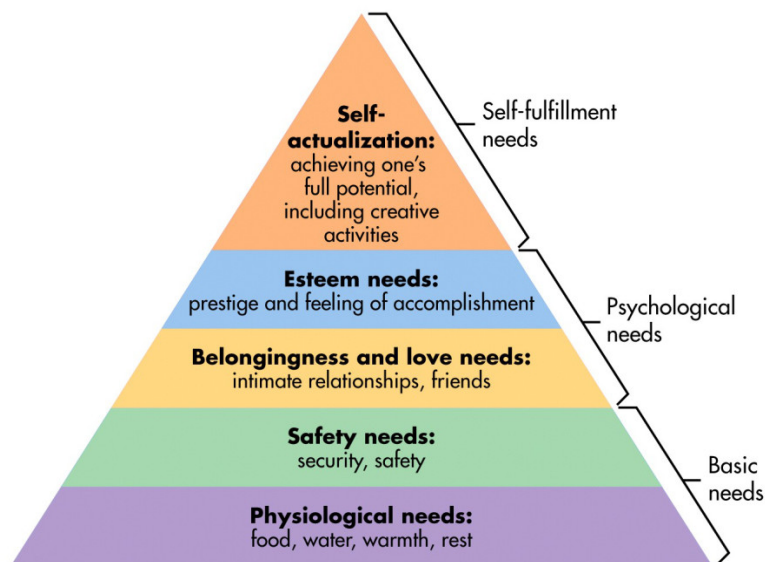 Self-
actualization:
achieving one's
full potential,
including creative
activities
Self-fulfillment
needs
Esteem needs:
prestige and feeling of accomplishment
Psychological
needs
Belongingness and love needs:
intimate relationships, friends
Safety needs:
security, safety
Basic
needs
Physiological needs:
food, water, warmth, rest